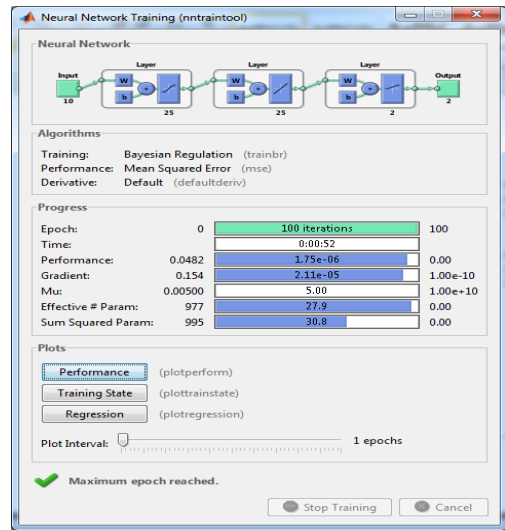 Neural Network Training (nntraintool)
Neural Network
Layer Layer Layer
Input Output
W W W
b b b
10 25 25 2 2
Algorithms
Training: Bayesian Regulation (trainbr)
Performance: Mean Squared Error (mse)
Derivative: Default (defaultderiv)
Progress
Epoch: 0 100 iterations 100
Time: 0:00:52
Performance: 0.0482 1.75e-06 0.00
Gradient: 0.154 2.11e-05 1.00e-10
Mu: 0.00500 5.00 1.00e+10
Effective # Param: 977 27.9 0.00
Sum Squared Param: 995 30.8 0.00
Plots
Performance (plotperform)
Training State (plottrainstate)
Regression (plotregression)
Plot Interval: 1 epochs
Maximum epoch reached.
Stop Training Cancel